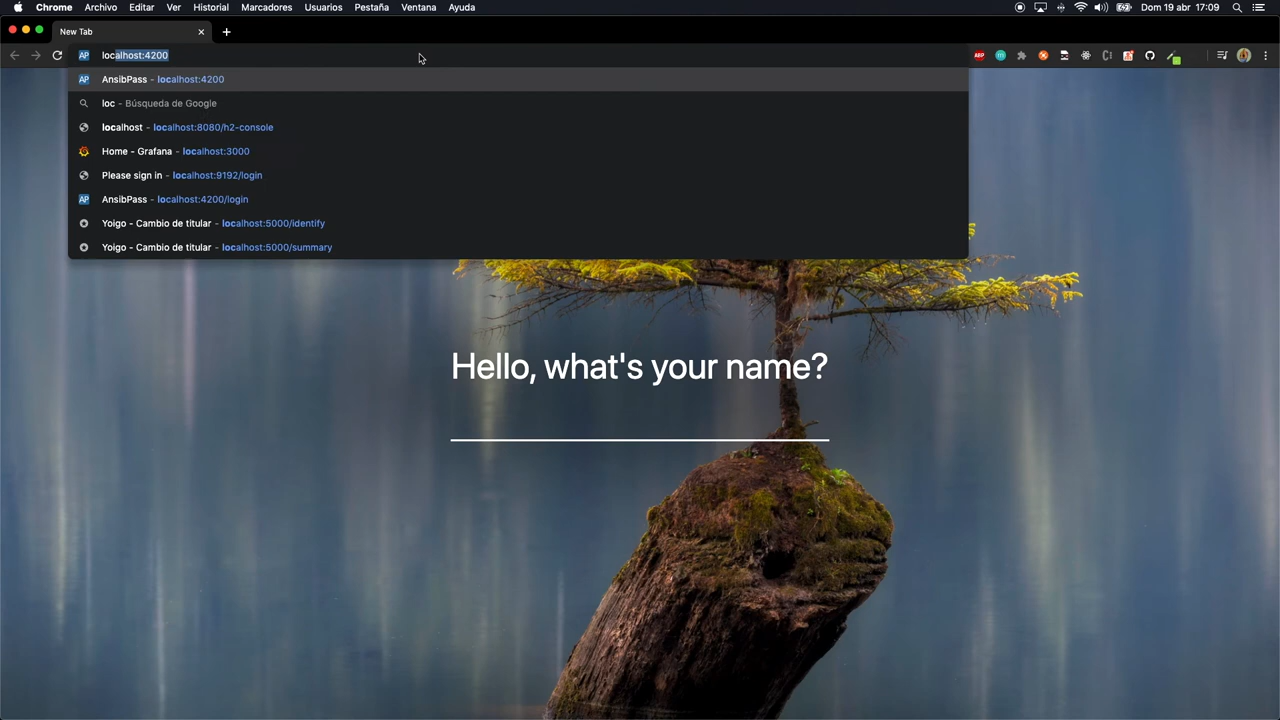 Chrome Archivo Editar Ver Historial Marcadores Usuarios Pestaña Ventana Ayuda Dom 19 abr 17:09
New Tab
AP localhost:4200
AP AnsibPass – localhost:4200
loc – Búsqueda de Google
localhost – localhost:8080/h2-console
Home - Grafana – localhost:3000
Please sign in – localhost:9192/login
AP AnsibPass – localhost:4200/login
Yoigo - Cambio de titular – localhost:5000/identify
Yoigo - Cambio de titular – localhost:5000/summary
Hello, what's your name?